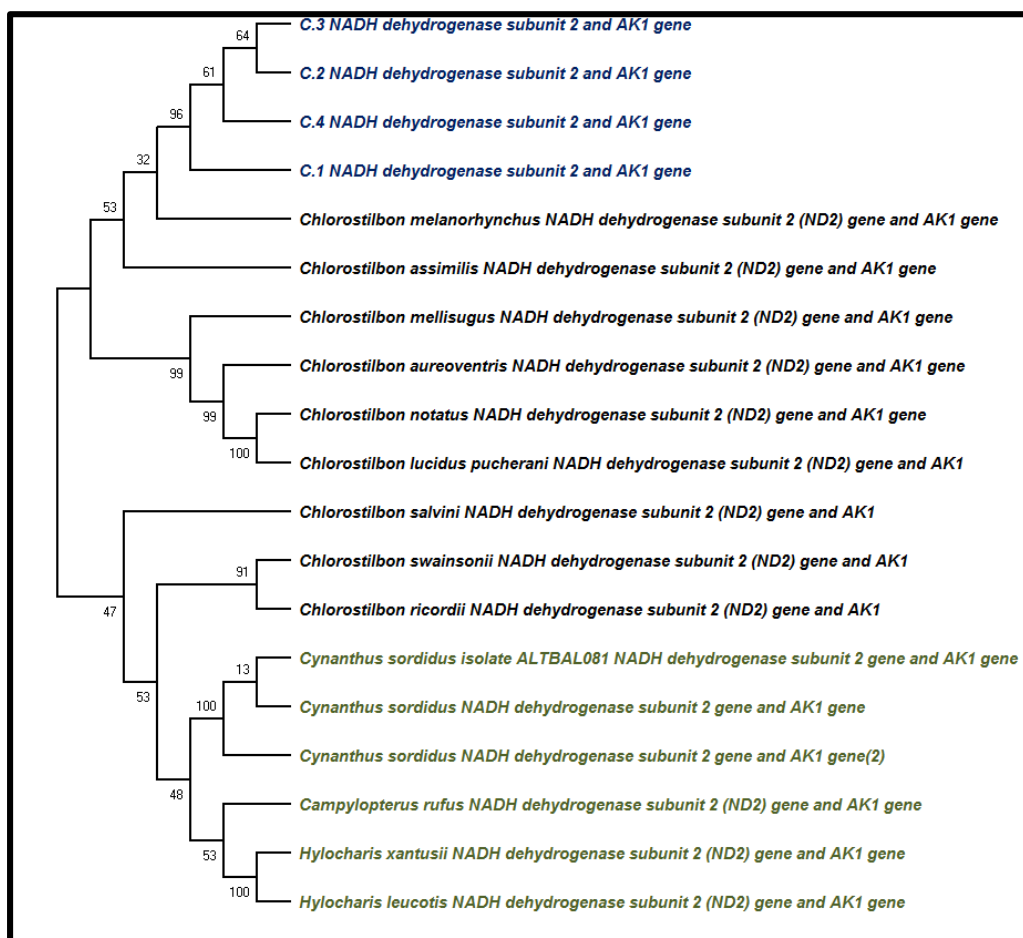 C.3 NADH dehydrogenase subunit 2 and AK1 gene
64
C.2 NADH dehydrogenase subunit 2 and AK1 gene
61
C.4 NADH dehydrogenase subunit 2 and AK1 gene
96
C.1 NADH dehydrogenase subunit 2 and AK1 gene
32
Chlorostilbon melanorhynchus NADH dehydrogenase subunit 2 (ND2) gene and AK1 gene
53
Chlorostilbon assimilis NADH dehydrogenase subunit 2 (ND2) gene and AK1 gene
Chlorostilbon mellisugus NADH dehydrogenase subunit 2 (ND2) gene and AK1 gene
99
Chlorostilbon aureoventris NADH dehydrogenase subunit 2 (ND2) gene and AK1 gene
99
Chlorostilbon notatus NADH dehydrogenase subunit 2 (ND2) gene and AK1 gene
100
Chlorostilbon lucidus pucherani NADH dehydrogenase subunit 2 (ND2) gene and AK1
Chlorostilbon salvini NADH dehydrogenase subunit 2 (ND2) gene and AK1
47
Chlorostilbon swainsonii NADH dehydrogenase subunit 2 (ND2) gene and AK1
91
Chlorostilbon ricordii NADH dehydrogenase subunit 2 (ND2) gene and AK1
53
Cynanthus sordidus isolate ALTBAL081 NADH dehydrogenase subunit 2 gene and AK1 gene
13
Cynanthus sordidus NADH dehydrogenase subunit 2 gene and AK1 gene
100
Cynanthus sordidus NADH dehydrogenase subunit 2 gene and AK1 gene(2)
48
Campylopterus rufus NADH dehydrogenase subunit 2 (ND2) gene and AK1 gene
53
Hylocharis xantusii NADH dehydrogenase subunit 2 (ND2) gene and AK1 gene
100
Hylocharis leucotis NADH dehydrogenase subunit 2 (ND2) gene and AK1 gene